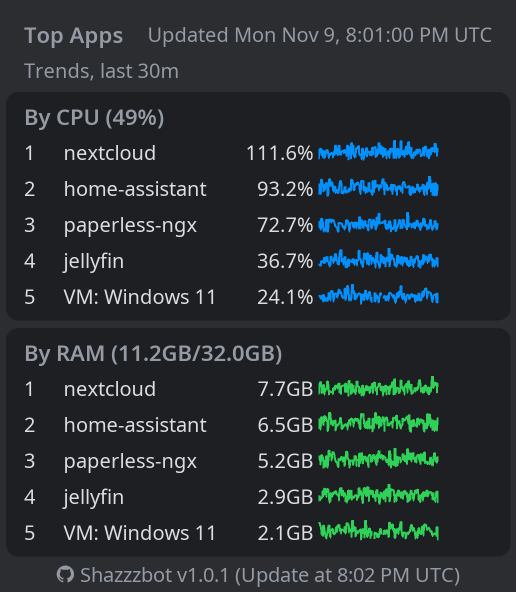 Top Apps Updated Mon Nov 9, 8:01:00 PM UTC
Trends, last 30m
By CPU (49%)
1 nextcloud 111.6%
2 home-assistant 93.2%
3 paperless-ngx 72.7%
4 jellyfin 36.7%
5 VM: Windows 11 24.1%
By RAM (11.2GB/32.0GB)
1 nextcloud 7.7GB
2 home-assistant 6.5GB
3 paperless-ngx 5.2GB
4 jellyfin 2.9GB
5 VM: Windows 11 2.1GB
Shazzzbot v1.0.1 (Update at 8:02 PM UTC)